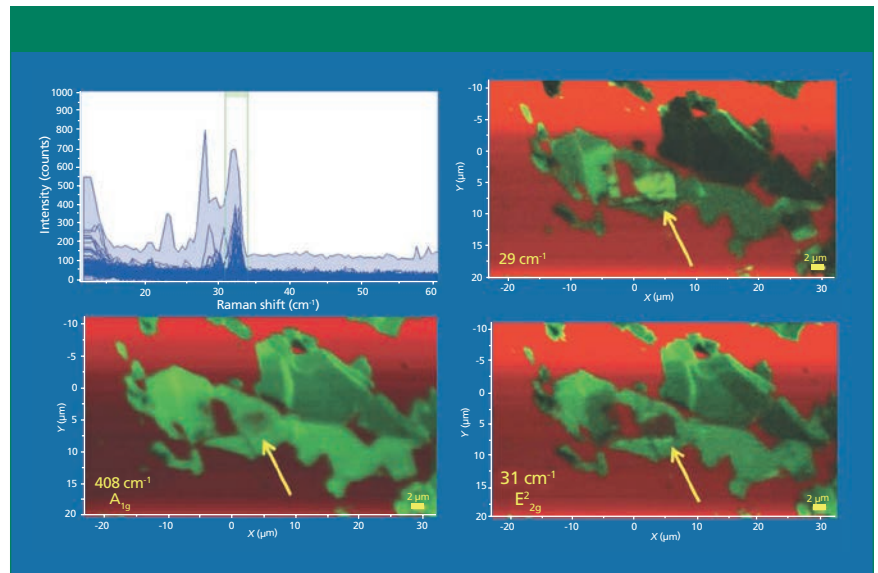 1000
900
800
700
600
500
400
300
200
100
0
Intensity (counts)
20 30 40 50 60
Raman shift (cm-1)
-10
-5
0
5
10
15
20
Y (µm)
29 cm-1
2 µm
-20 -10 0 10 20 30
X (µm)
-10
-5
0
5
10
15
20
Y (µm)
408 cm-1
A1g
2 µm
-20 -10 0 10 20 30
X (µm)
-10
-5
0
5
10
15
20
Y (µm)
31 cm-1
E22g
2 µm
-20 -10 0 10 20 30
X (µm)